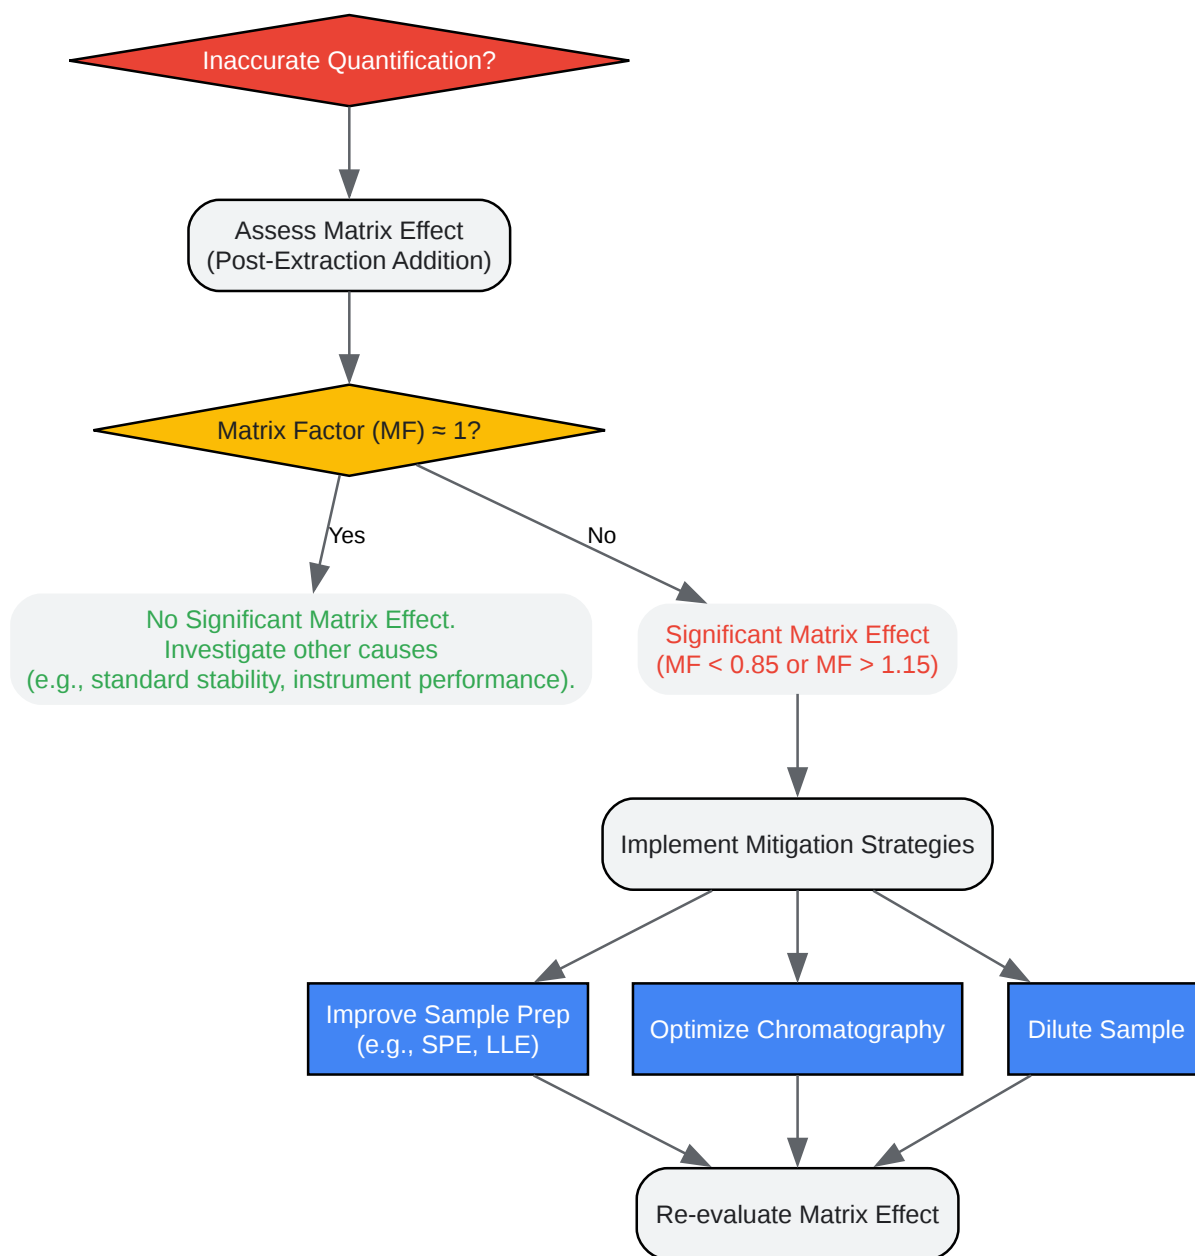 Inaccurate Quantification?
Assess Matrix Effect
(Post-Extraction Addition)
Matrix Factor (MF) ≈ 1?
Yes
No
No Significant Matrix Effect.
Investigate other causes
(e.g., standard stability, instrument performance).
Significant Matrix Effect
(MF < 0.85 or MF > 1.15)
Implement Mitigation Strategies
Improve Sample Prep
(e.g., SPE, LLE)
Optimize Chromatography
Dilute Sample
Re-evaluate Matrix Effect